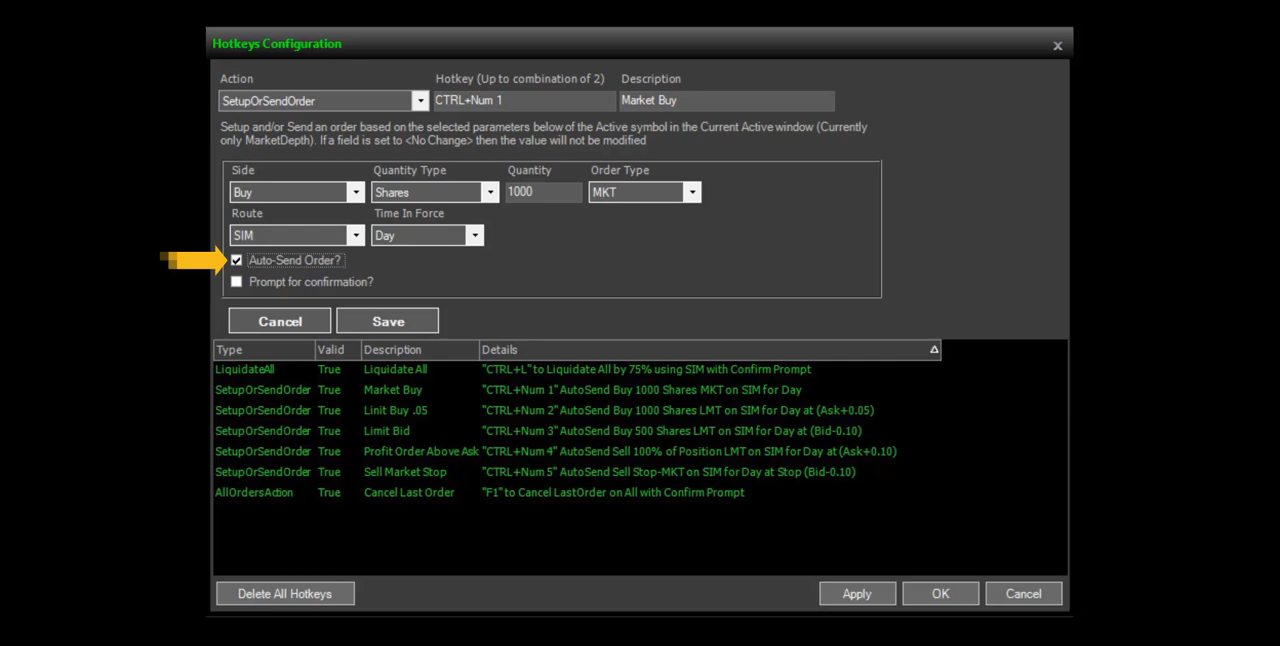 Hotkeys Configuration
x
Action Hotkey (Up to combination of 2) Description
SetupOrSendOrder CTRL+Num 1 Market Buy
Setup and/or Send an order based on the selected parameters below of the Active symbol in the Current Active window (Currently
only MarketDepth). If a field is set to <No Change> then the value will not be modified
Side Quantity Type Quantity Order Type
Buy Shares 1000 MKT
Route Time In Force
SIM Day
Auto-Send Order?
Prompt for confirmation?
Cancel Save
Type Valid Description Details
LiquidateAll True Liquidate All "CTRL+L" to Liquidate All by 75% using SIM with Confirm Prompt
SetupOrSendOrder True Market Buy "CTRL+Num 1" AutoSend Buy 1000 Shares MKT on SIM for Day
SetupOrSendOrder True Linit Buy .05 "CTRL+Num 2" AutoSend Buy 1000 Shares LMT on SIM for Day at (Ask+0.05)
SetupOrSendOrder True Limit Bid "CTRL+Num 3" AutoSend Buy 500 Shares LMT on SIM for Day at (Bid-0.10)
SetupOrSendOrder True Profit Order Above Ask "CTRL+Num 4" AutoSend Sell 100% of Position LMT on SIM for Day at (Ask+0.10)
SetupOrSendOrder True Sell Market Stop "CTRL+Num 5" AutoSend Sell Stop-MKT on SIM for Day at Stop (Bid-0.10)
AllOrdersAction True Cancel Last Order "F1" to Cancel LastOrder on All with Confirm Prompt
Delete All Hotkeys Apply OK Cancel